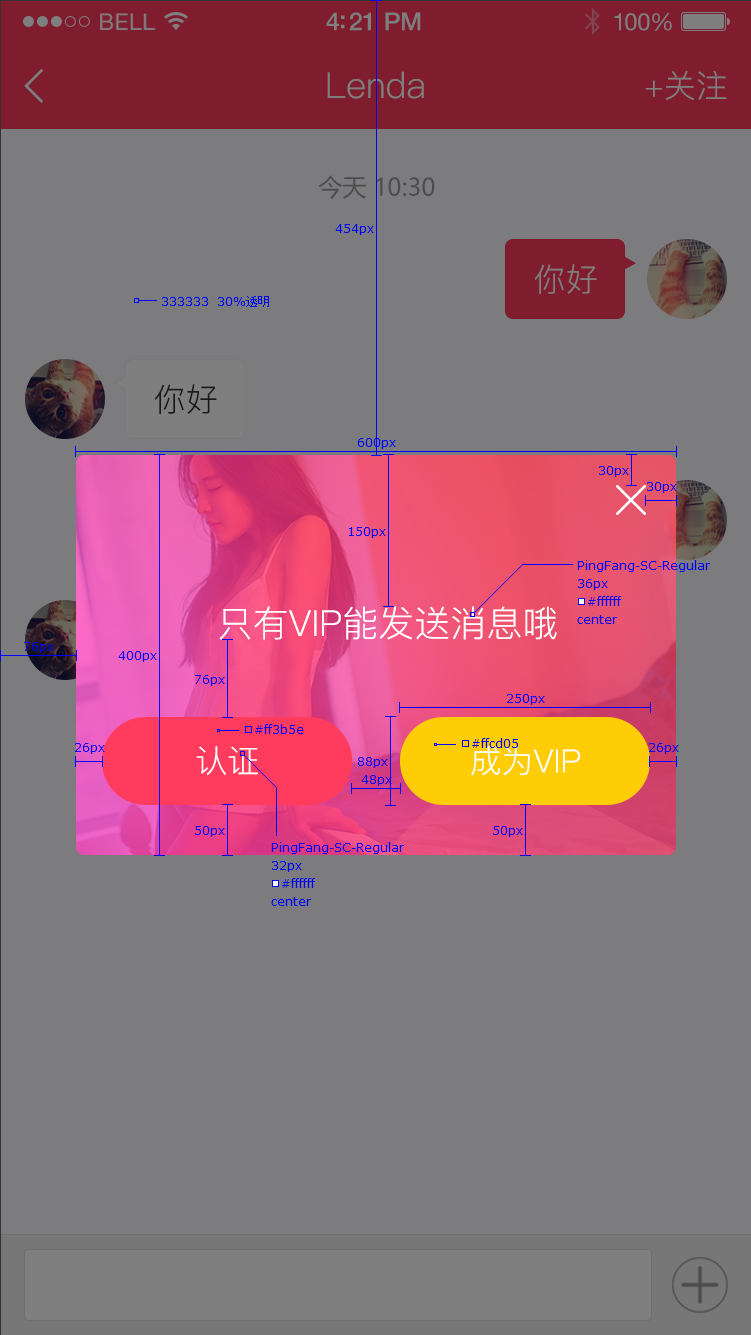 BELL 4:21 PM 100%
Lenda +关注
今天 10:30
454px
你好
333333 30%透明
你好
600px
30px
30px
150px
PingFang-SC-Regular
36px
#ffffff
center
只有VIP能发送消息哦
76px
400px
76px
250px
#ff3b5e
#ffcd05
26px
认证
88px
成为VIP
26px
48px
50px
50px
PingFang-SC-Regular
32px
#ffffff
center